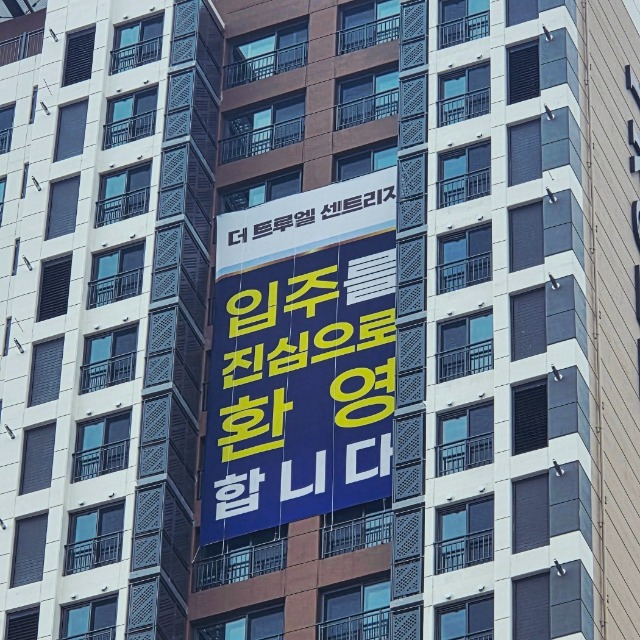 더 트루엘 센트리지
입주를
진심으로
환영
합니다